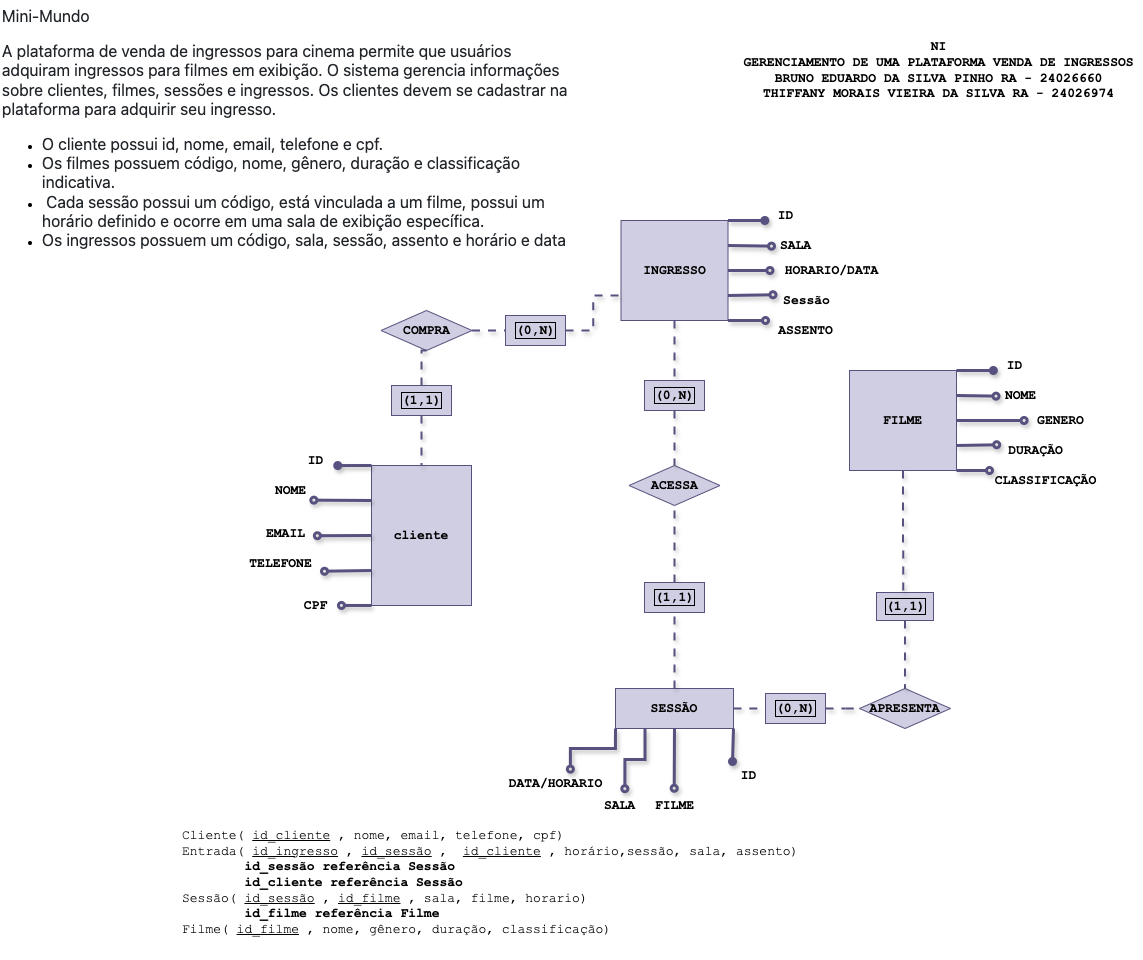 Mini-Mundo
A plataforma de venda de ingressos para cinema permite que usuários
adquiram ingressos para filmes em exibição. O sistema gerencia informações
sobre clientes, filmes, sessões e ingressos. Os clientes devem se cadastrar na
plataforma para adquirir seu ingresso.
• O cliente possui id, nome, email, telefone e cpf.
• Os filmes possuem código, nome, gênero, duração e classificação
indicativa.
• Cada sessão possui um código, está vinculada a um filme, possui um
horário definido e ocorre em uma sala de exibição específica.
• Os ingressos possuem um código, sala, sessão, assento e horário e data
NI
GERENCIAMENTO DE UMA PLATAFORMA VENDA DE INGRESSOS
BRUNO EDUARDO DA SILVA PINHO RA - 24026660
THIFFANY MORAIS VIEIRA DA SILVA RA - 24026974
INGRESSO
ID
SALA
HORARIO/DATA
Sessão
ASSENTO
COMPRA
(0,N)
(1,1)
(0,N)
FILME
ID
NOME
GENERO
DURAÇÃO
CLASSIFICAÇÃO
cliente
ID
NOME
EMAIL
TELEFONE
CPF
ACESSA
(1,1)
(1,1)
SESSÃO
(0,N)
APRESENTA
DATA/HORARIO
SALA
FILME
ID
Cliente( id_cliente , nome, email, telefone, cpf)
Entrada( id_ingresso , id_sessão , id_cliente , horário,sessão, sala, assento)
id_sessão referência Sessão
id_cliente referência Sessão
Sessão( id_sessão , id_filme , sala, filme, horario)
id_filme referência Filme
Filme( id_filme , nome, gênero, duração, classificação)